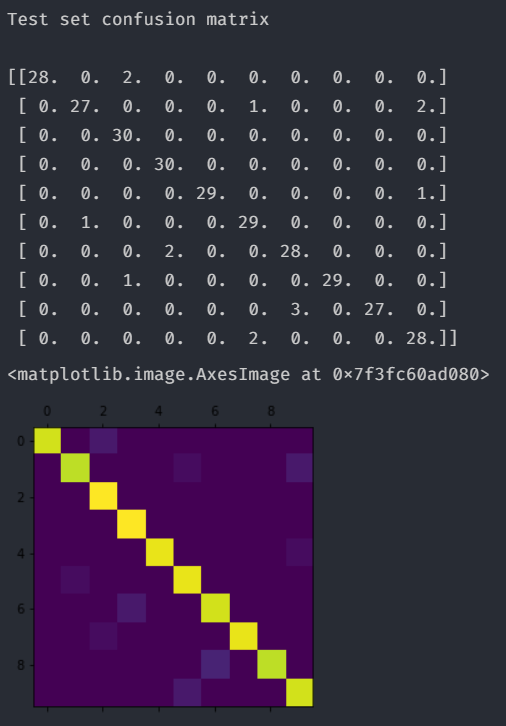 Test set confusion matrix
[[28. 0. 2. 0. 0. 0. 0. 0. 0. 0.]
[ 0. 27. 0. 0. 0. 1. 0. 0. 0. 2.]
[ 0. 0. 30. 0. 0. 0. 0. 0. 0. 0.]
[ 0. 0. 0. 30. 0. 0. 0. 0. 0. 0.]
[ 0. 0. 0. 0. 29. 0. 0. 0. 0. 1.]
[ 0. 1. 0. 0. 0. 29. 0. 0. 0. 0.]
[ 0. 0. 0. 2. 0. 0. 28. 0. 0. 0.]
[ 0. 0. 1. 0. 0. 0. 0. 29. 0. 0.]
[ 0. 0. 0. 0. 0. 0. 3. 0. 27. 0.]
[ 0. 0. 0. 0. 0. 2. 0. 0. 0. 28.]]
<matplotlib.image.AxesImage at 0x7f3fc60ad080>
0 2 4 6 8
0
2
4
6
8